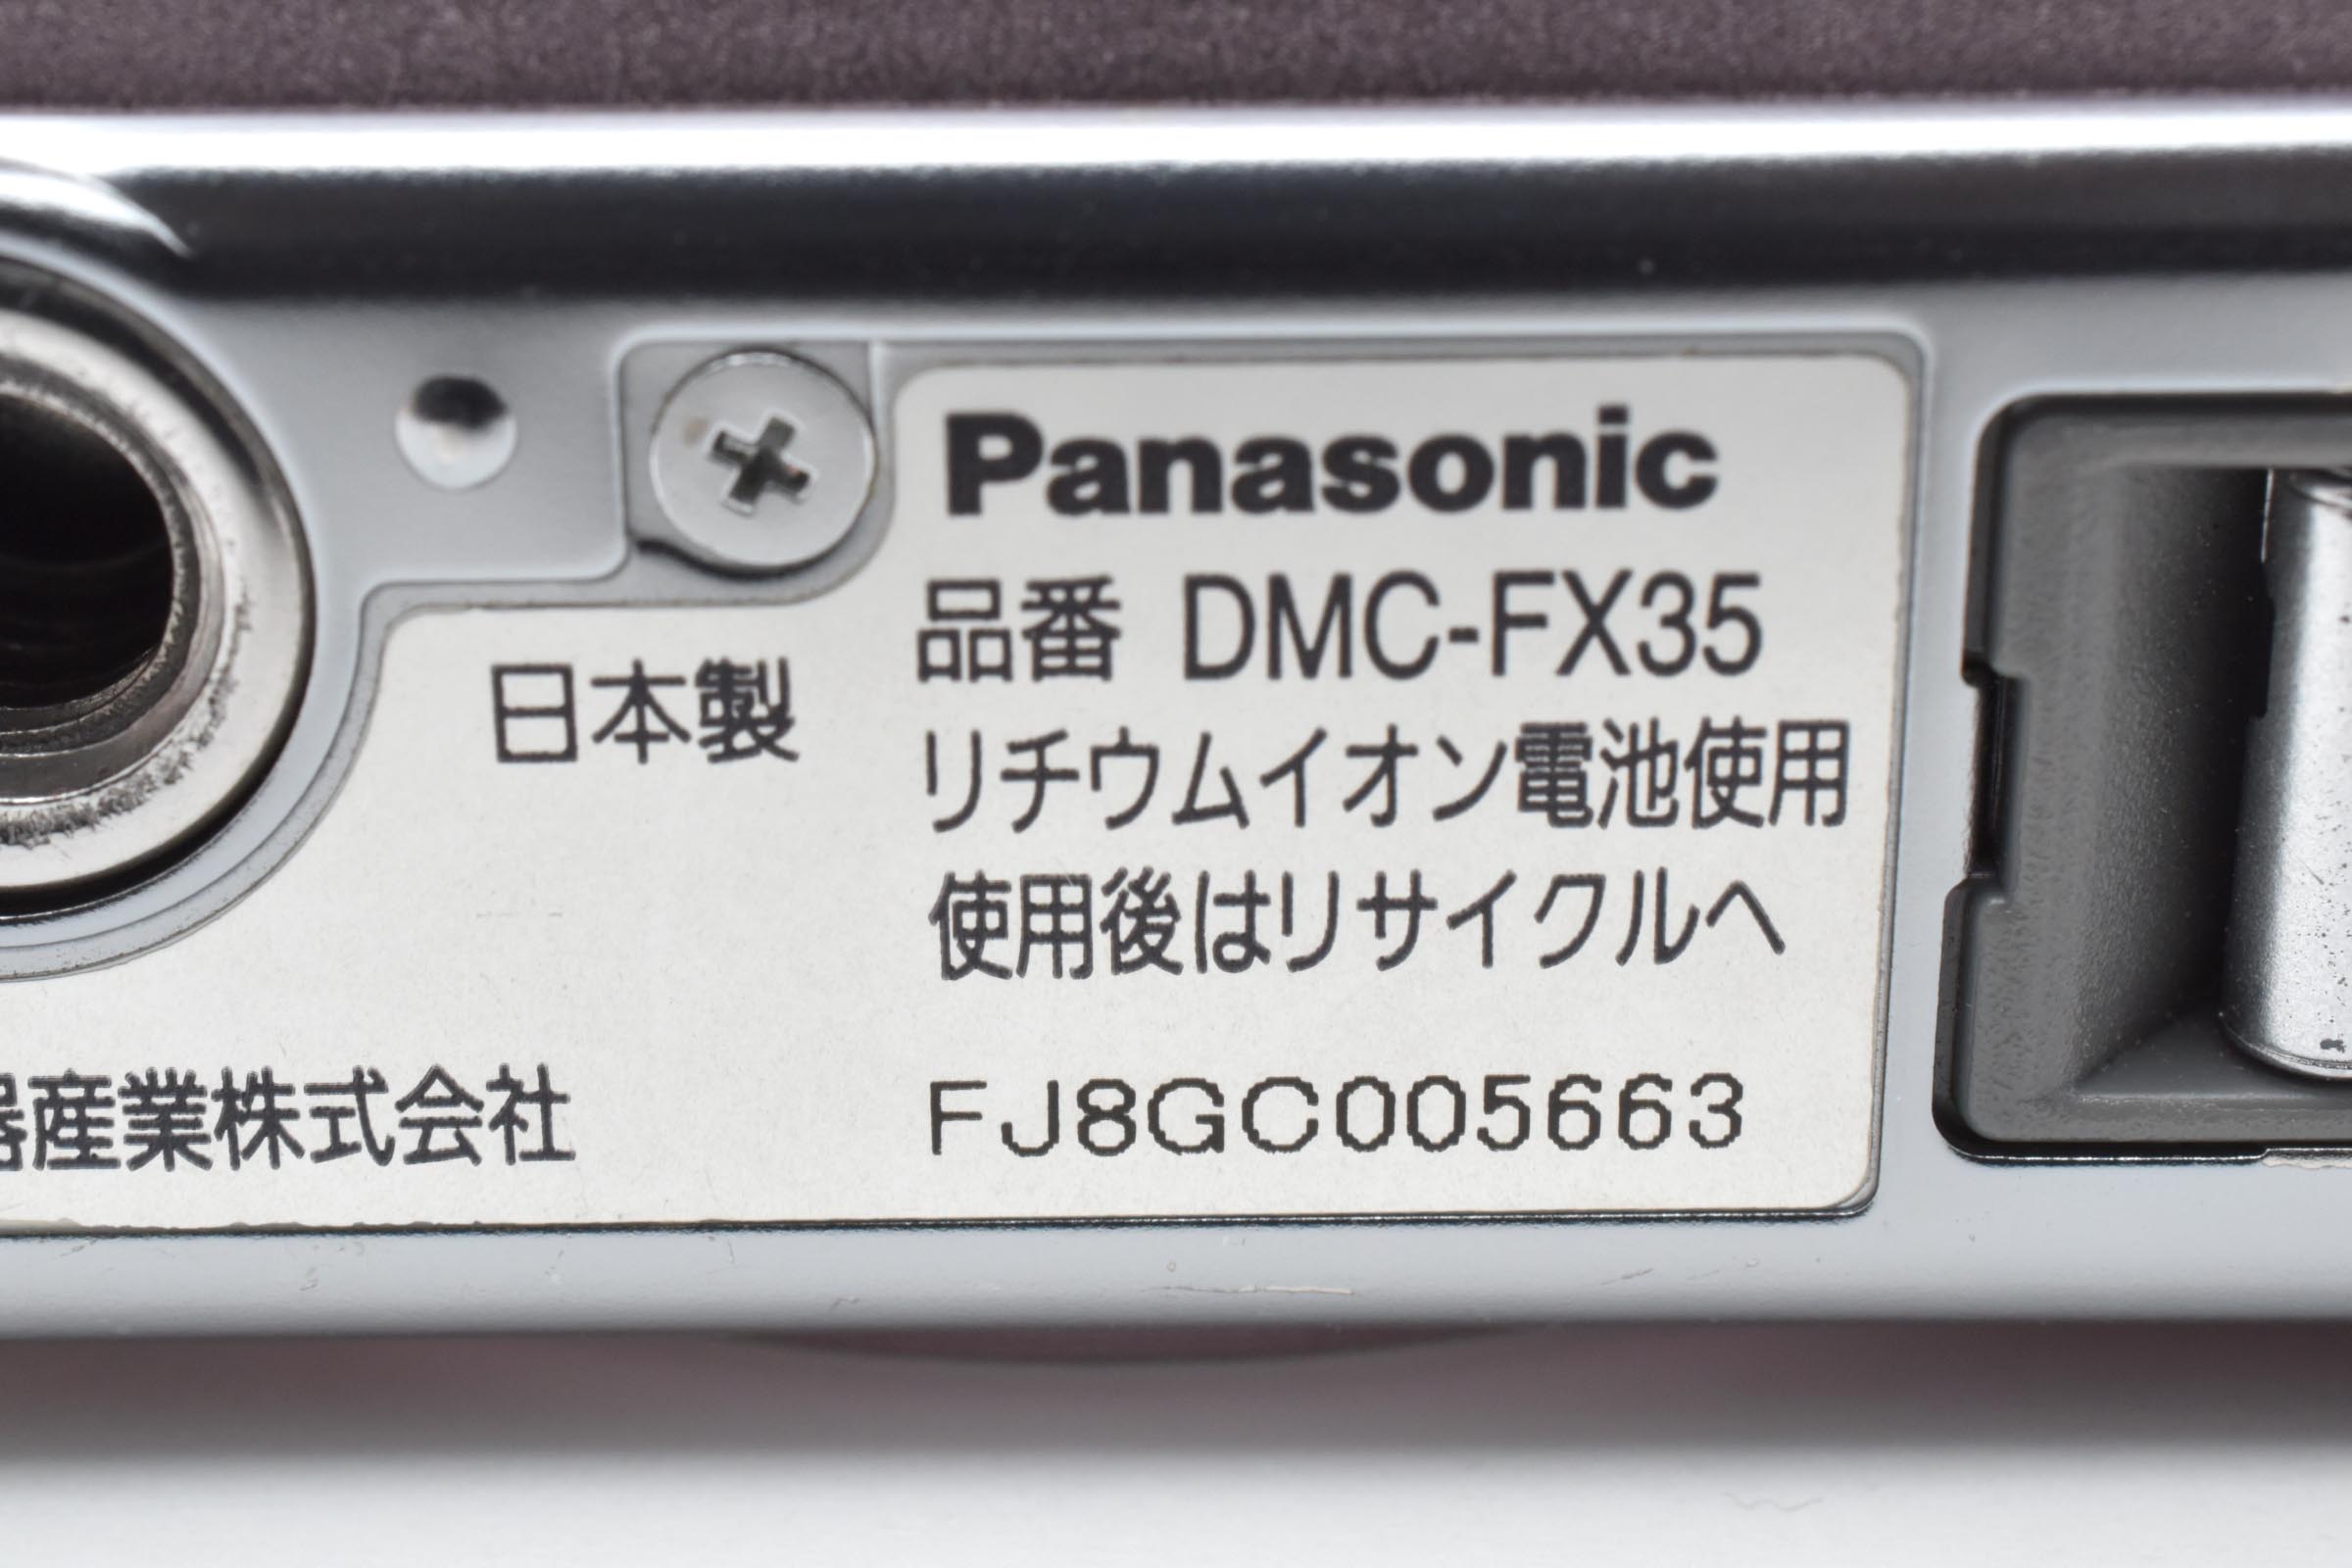 Panasonic
品番 DMC-FX35
日本製
リチウムイオン電池使用
使用後はリサイクルへ
器産業株式会社
FJ8GC005663